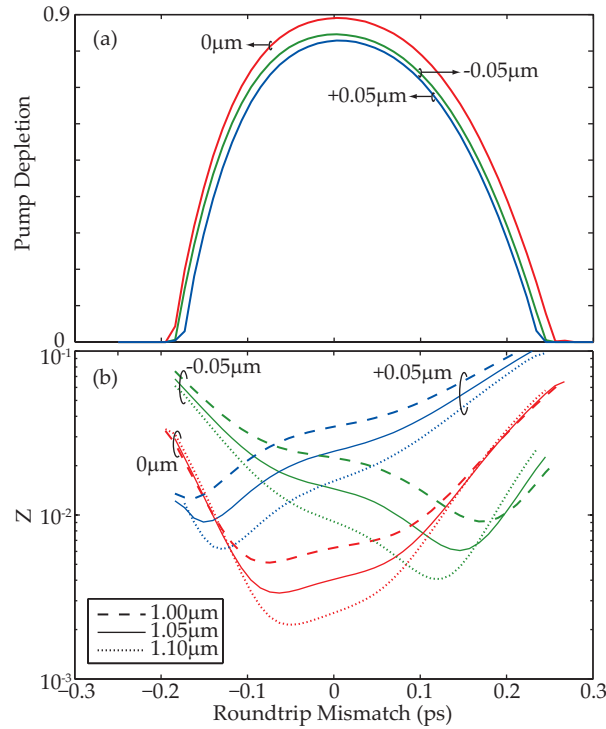 0.9
(a)
0µm
-0.05µm
+0.05µm
Pump Depletion
0
10⁻¹
(b)
-0.05µm
+0.05µm
0µm
Z
10⁻²
1.00µm
1.05µm
1.10µm
10⁻³
−0.3 −0.2 −0.1 0 0.1 0.2 0.3
Roundtrip Mismatch (ps)